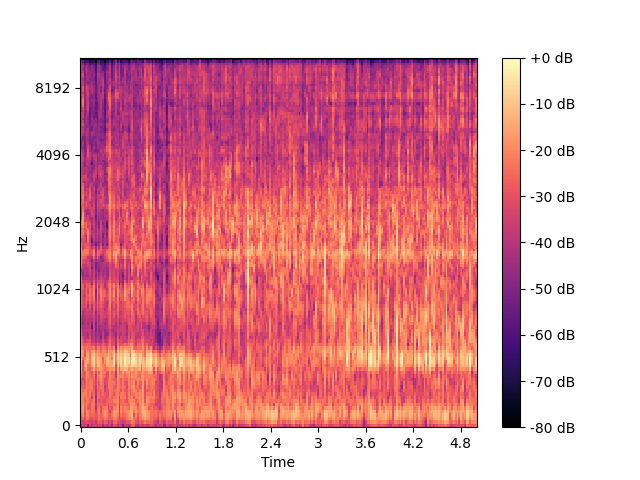 8192
4096
2048
1024
512
0
Hz
0 0.6 1.2 1.8 2.4 3 3.6 4.2 4.8
Time
+0 dB
-10 dB
-20 dB
-30 dB
-40 dB
-50 dB
-60 dB
-70 dB
-80 dB